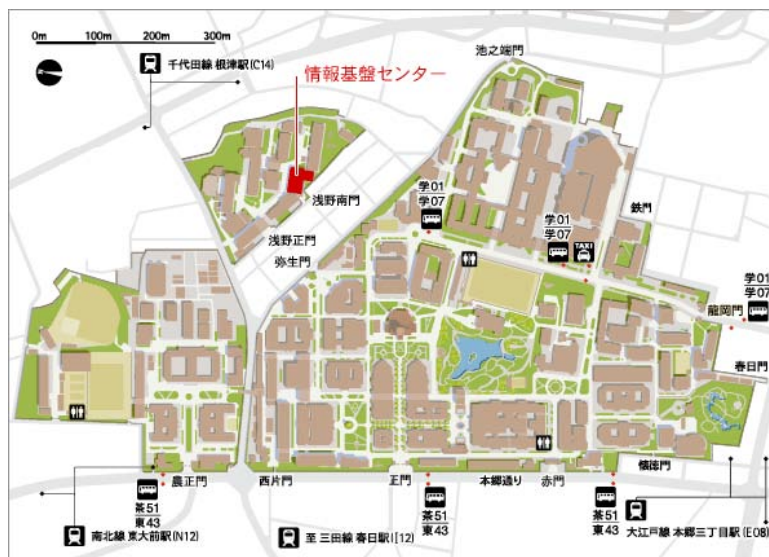 0m 100m 200m 300m
千代田線 根津駅(C14)
情報基盤センター
池之端門
浅野南門
浅野正門
弥生門
学01
学07
学01
学07
TAXI
鉄門
学01
学07
龍岡門
春日門
懐徳門
農正門
西片門
正門
本郷通り
赤門
茶51
東43
茶51
東43
茶51
東43
南北線 東大前駅(N12)
至 三田線 春日駅(I12)
大江戸線 本郷三丁目駅(E08)